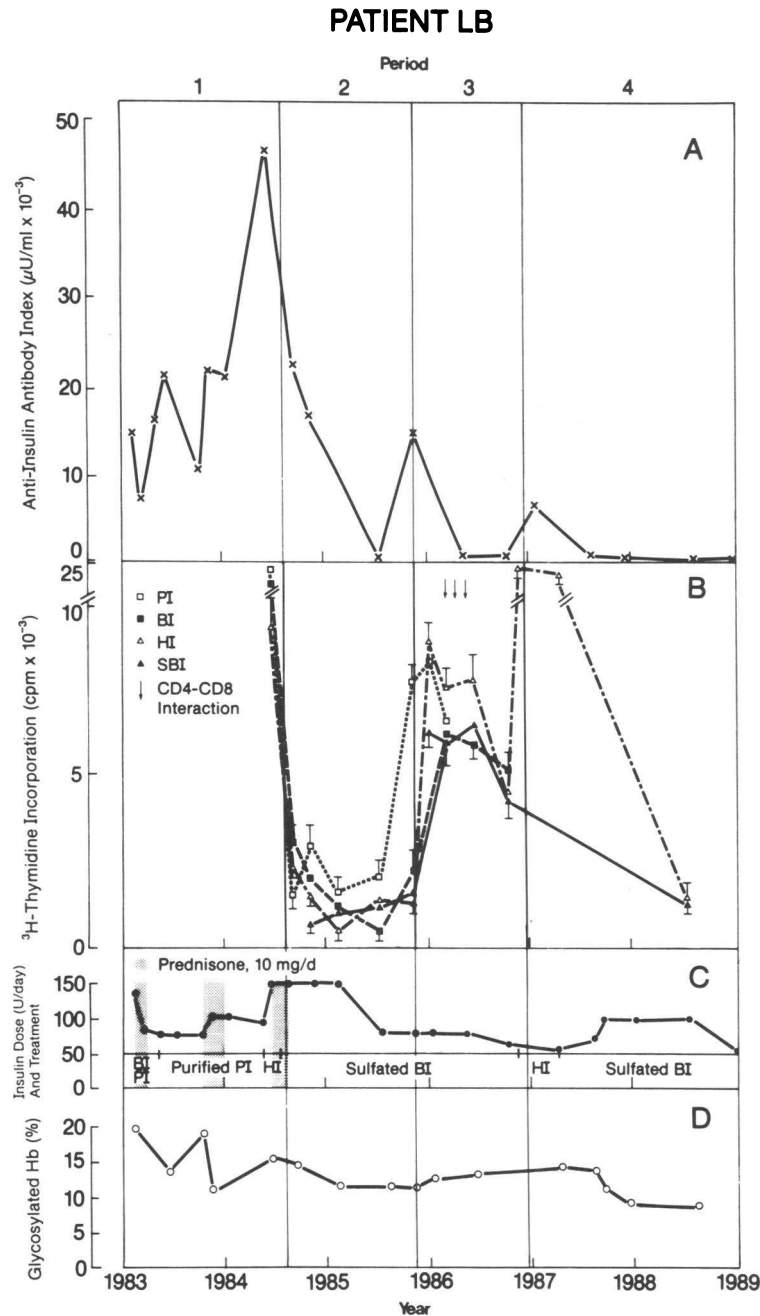 PATIENT LB
Period
1 2 3 4
A
Anti-Insulin Antibody Index (μU/ml x 10⁻³)
50
40
30
20
10
0
B
³H-Thymidine Incorporation (cpm x 10⁻³)
25
10
5
0
PI
BI
HI
SBI
CD4-CD8
Interaction
C
Insulin Dose (U/day)
And Treatment
150
100
50
0
Prednisone, 10 mg/d
BI
PI
Purified PI
HI
Sulfated BI
HI
Sulfated BI
D
Glycosylated Hb (%)
20
15
10
5
0
1983 1984 1985 1986 1987 1988 1989
Year